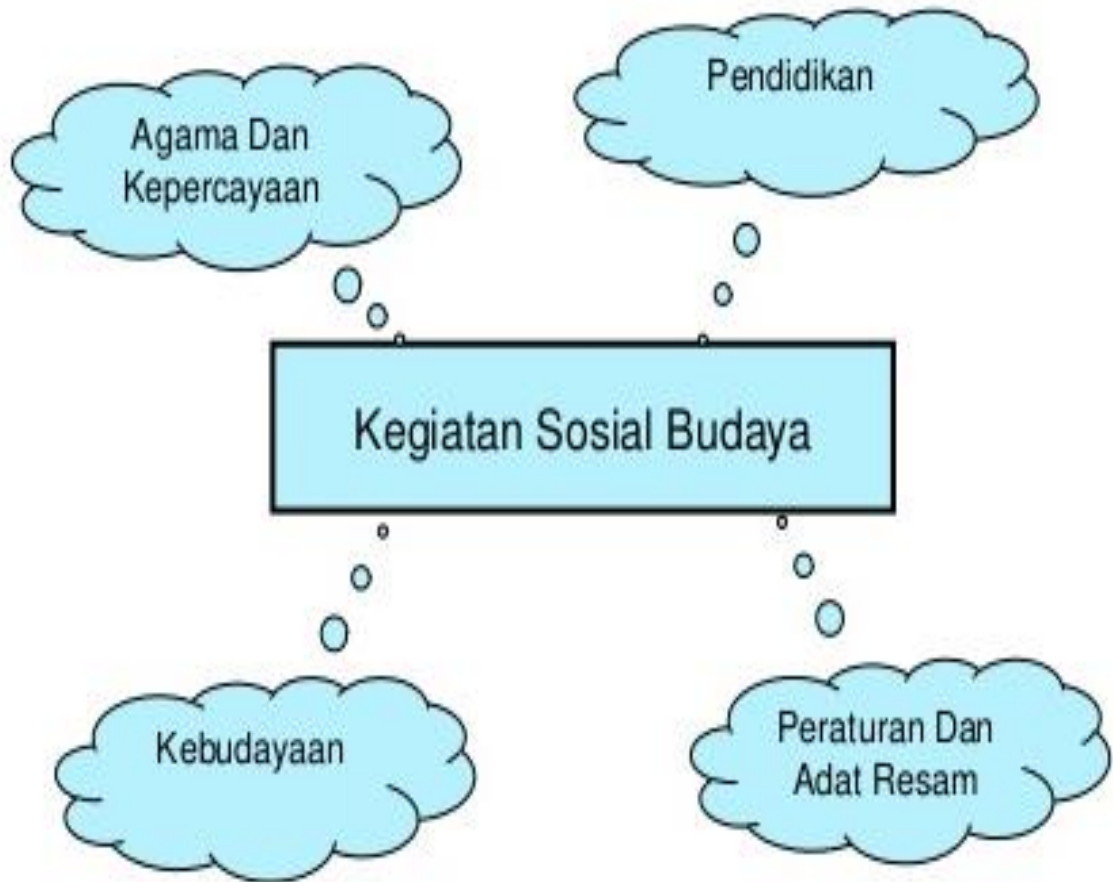 Agama Dan
Kepercayaan
Pendidikan
Kegiatan Sosial Budaya
Kebudayaan
Peraturan Dan
Adat Resam